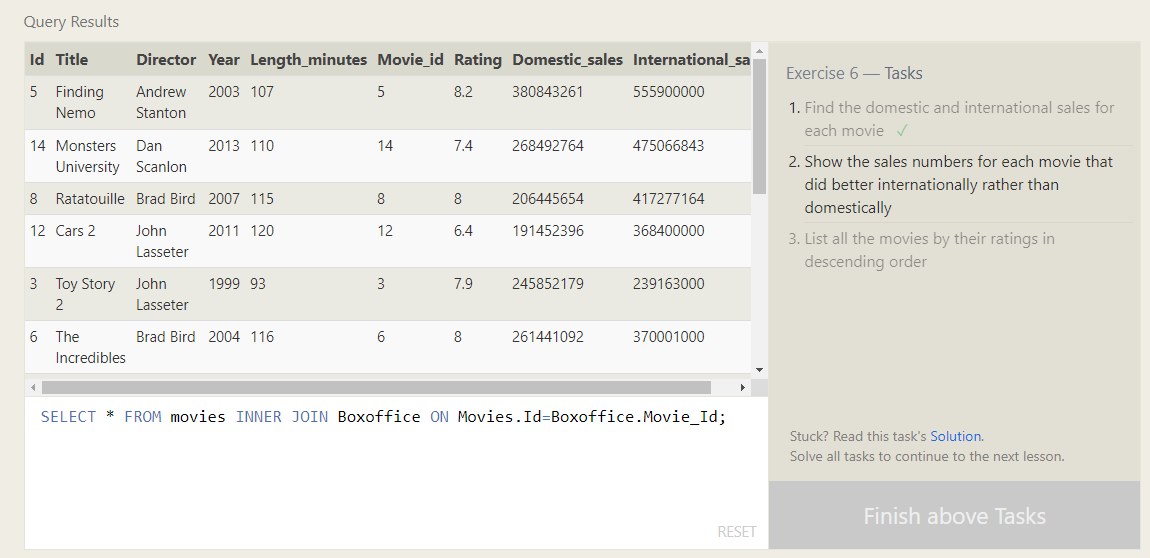 Query Results
Id Title Director Year Length_minutes Movie_id Rating Domestic_sales International_sa
5 Finding Nemo Andrew Stanton 2003 107 5 8.2 380843261 555900000
14 Monsters University Dan Scanlon 2013 110 14 7.4 268492764 475066843
8 Ratatouille Brad Bird 2007 115 8 8 206445654 417277164
12 Cars 2 John Lasseter 2011 120 12 6.4 191452396 368400000
3 Toy Story 2 John Lasseter 1999 93 3 7.9 245852179 239163000
6 The Incredibles Brad Bird 2004 116 6 8 261441092 370001000
SELECT * FROM movies INNER JOIN Boxoffice ON Movies.Id=Boxoffice.Movie_Id;
RESET
Exercise 6 — Tasks
1. Find the domestic and international sales for
each movie ✓
2. Show the sales numbers for each movie that
did better internationally rather than
domestically
3. List all the movies by their ratings in
descending order
Stuck? Read this task's Solution.
Solve all tasks to continue to the next lesson.
Finish above Tasks